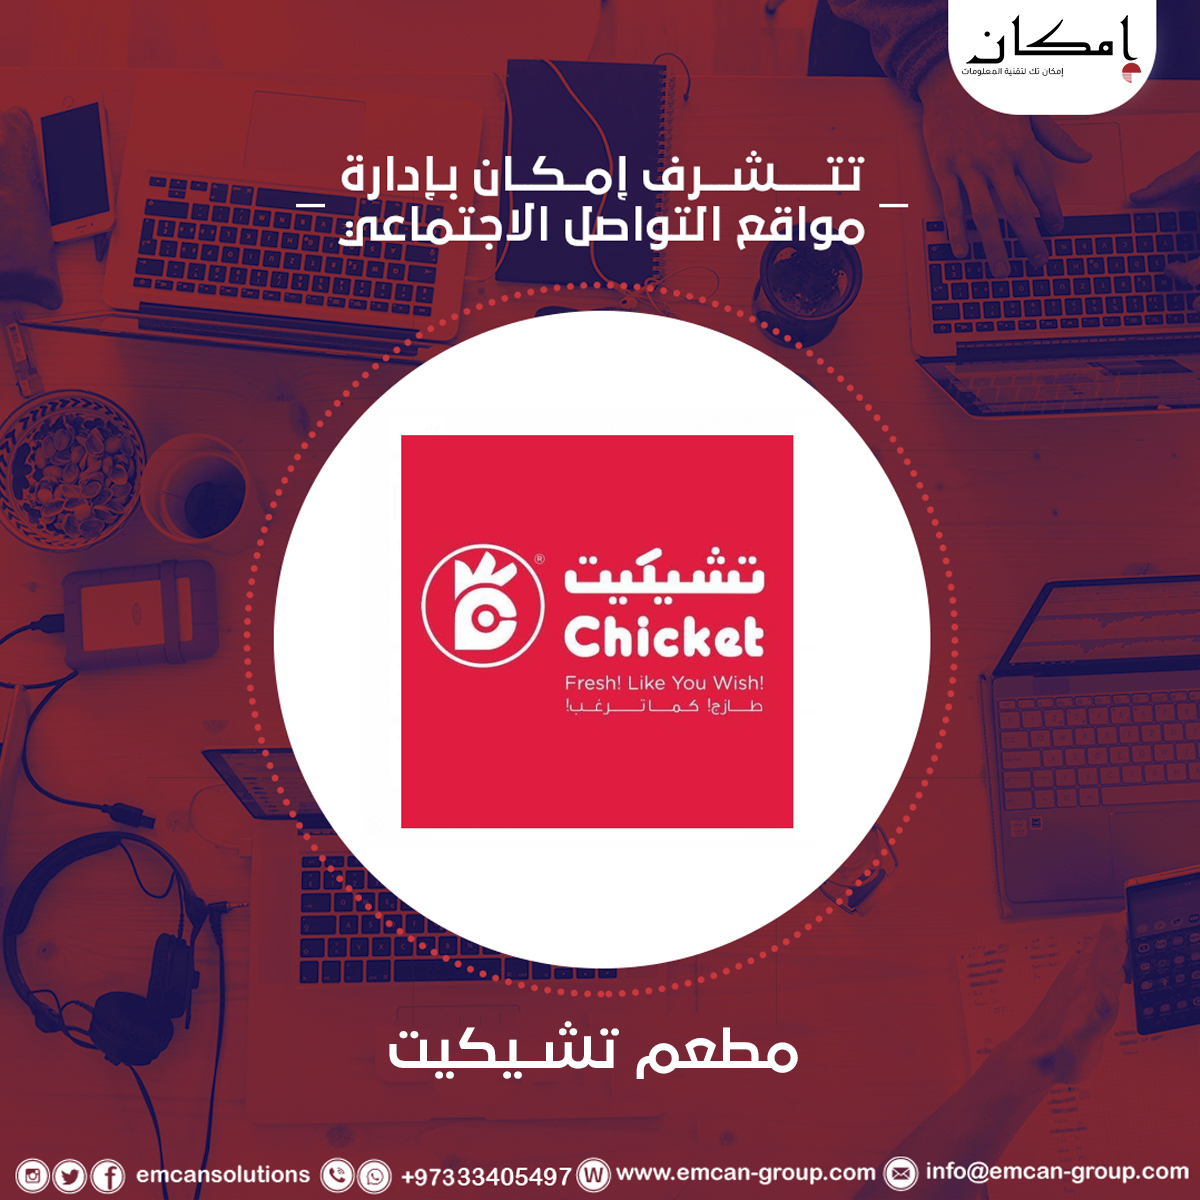 إمكان
إمكان تك لتقنية المعلومات
تتشرف إمكان بإدارة
مواقع التواصل الاجتماعي
®
تشيكيت
Chicket
Fresh! Like You Wish!
طازج! كما ترغب!
مطعم تشيكيت
emcansolutions +97333405497 www.emcan-group.com info@emcan-group.com